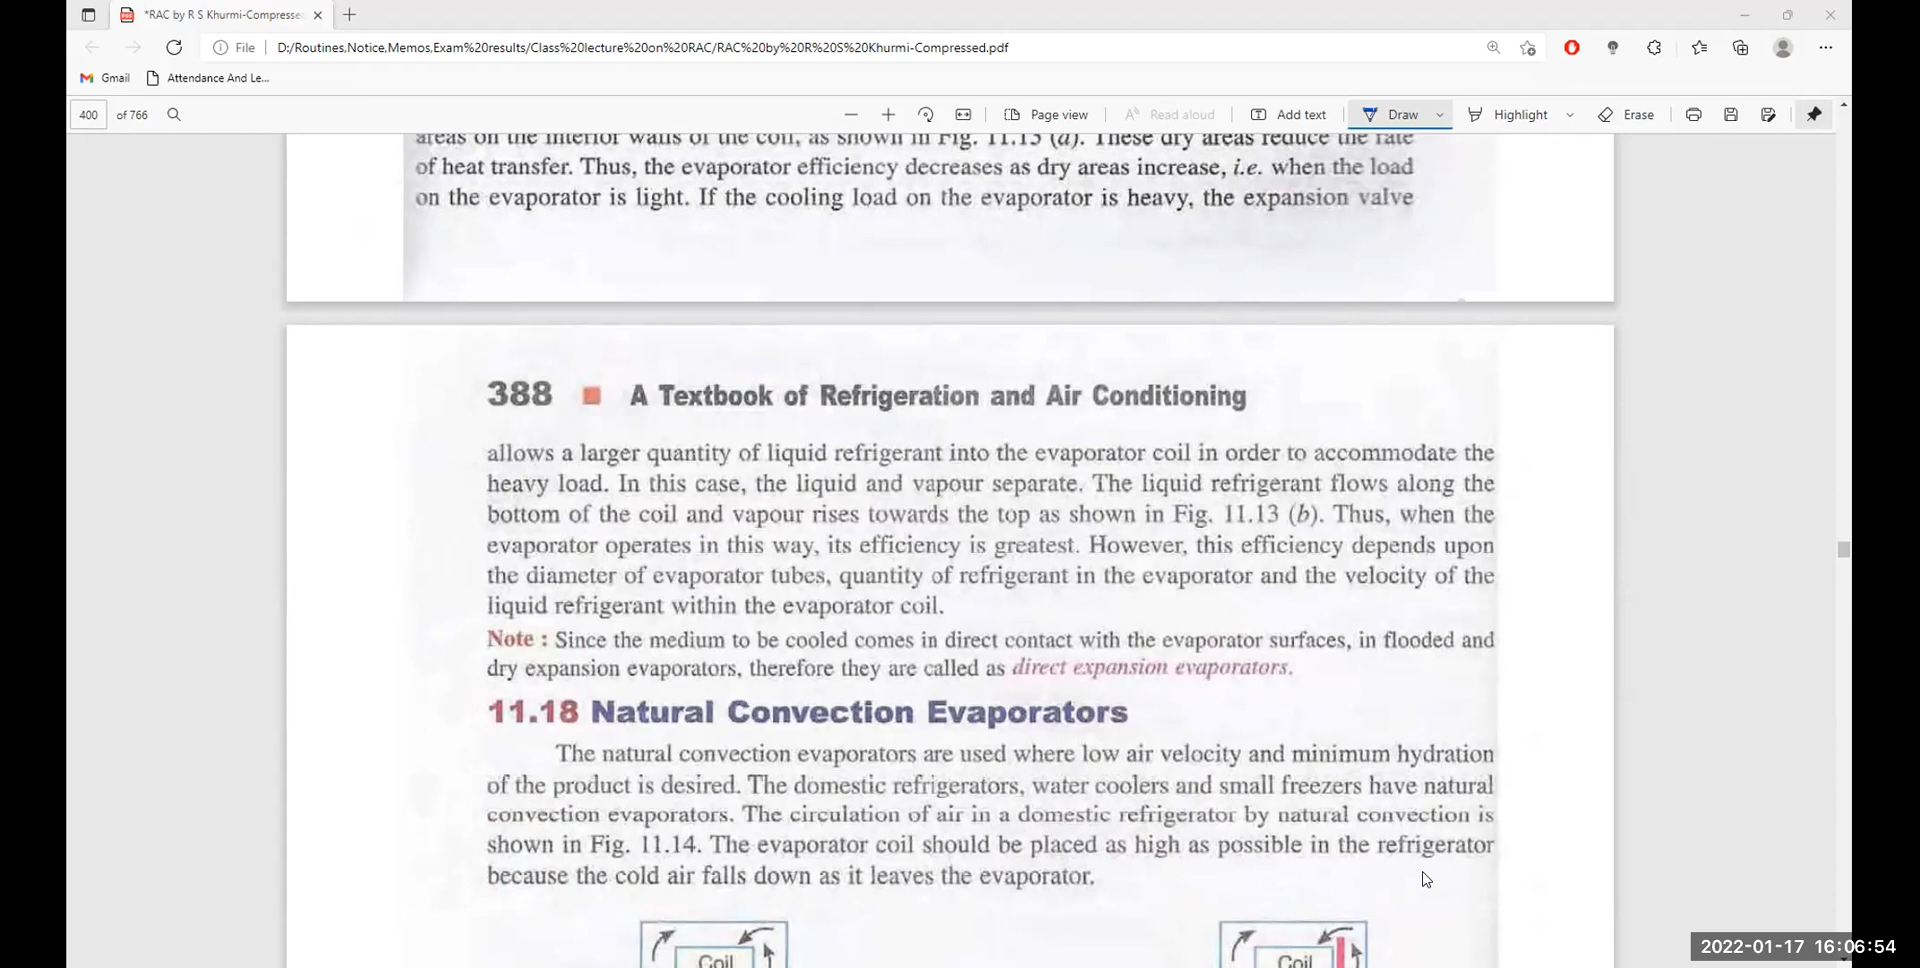 *RAC by R S Khurmi-Compresse
File D:/Routines,Notice,Memos,Exam%20results/Class%20lecture%20on%20RAC/RAC%20by%20R%20S%20Khurmi-Compressed.pdf
Gmail Attendance And Le...
400 of 766 Page view Read aloud Add text Draw Highlight Erase
areas on the interior walls of the coil, as shown in Fig. 11.13 (a). These dry areas reduce the rate
of heat transfer. Thus, the evaporator efficiency decreases as dry areas increase, i.e. when the load
on the evaporator is light. If the cooling load on the evaporator is heavy, the expansion valve
388 A Textbook of Refrigeration and Air Conditioning
allows a larger quantity of liquid refrigerant into the evaporator coil in order to accommodate the
heavy load. In this case, the liquid and vapour separate. The liquid refrigerant flows along the
bottom of the coil and vapour rises towards the top as shown in Fig. 11.13 (b). Thus, when the
evaporator operates in this way, its efficiency is greatest. However, this efficiency depends upon
the diameter of evaporator tubes, quantity of refrigerant in the evaporator and the velocity of the
liquid refrigerant within the evaporator coil.
Note : Since the medium to be cooled comes in direct contact with the evaporator surfaces, in flooded and
dry expansion evaporators, therefore they are called as direct expansion evaporators.
11.18 Natural Convection Evaporators
The natural convection evaporators are used where low air velocity and minimum hydration
of the product is desired. The domestic refrigerators, water coolers and small freezers have natural
convection evaporators. The circulation of air in a domestic refrigerator by natural convection is
shown in Fig. 11.14. The evaporator coil should be placed as high as possible in the refrigerator
because the cold air falls down as it leaves the evaporator.
Coil Coil
2022-01-17 16:06:54